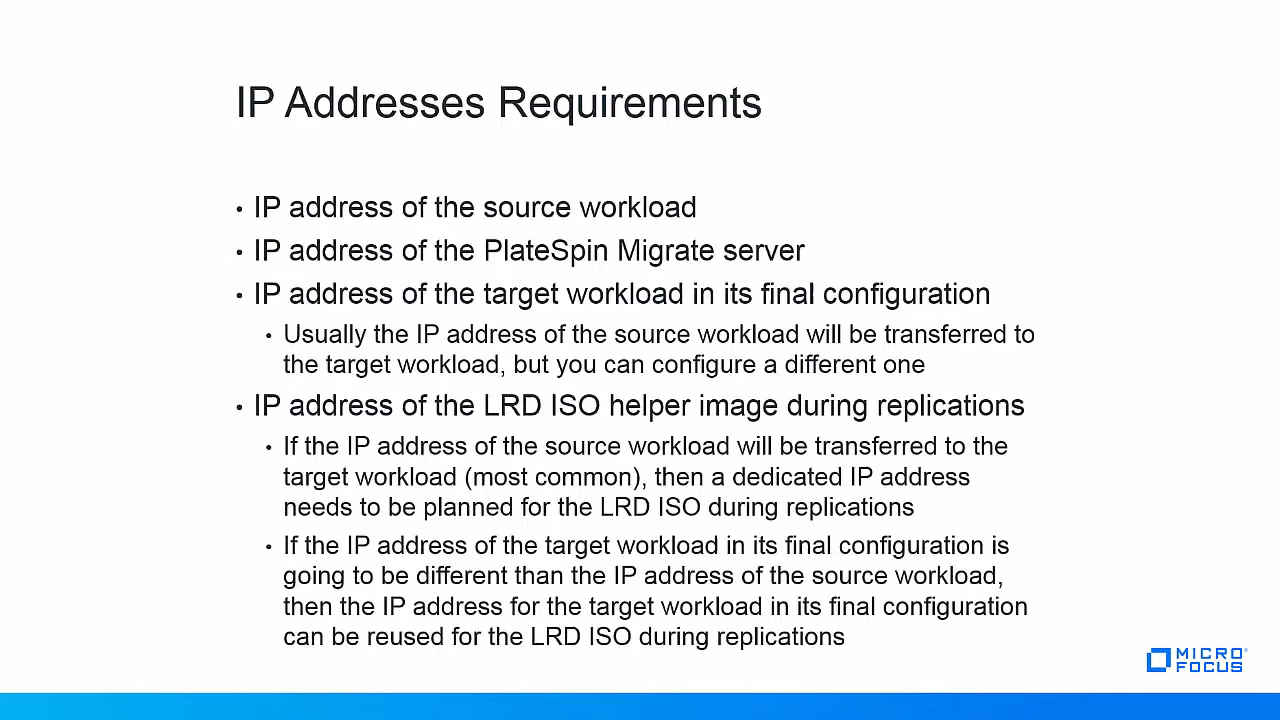 IP Addresses Requirements
• IP address of the source workload
• IP address of the PlateSpin Migrate server
• IP address of the target workload in its final configuration
• Usually the IP address of the source workload will be transferred to
the target workload, but you can configure a different one
• IP address of the LRD ISO helper image during replications
• If the IP address of the source workload will be transferred to the
target workload (most common), then a dedicated IP address
needs to be planned for the LRD ISO during replications
• If the IP address of the target workload in its final configuration is
going to be different than the IP address of the source workload,
then the IP address for the target workload in its final configuration
can be reused for the LRD ISO during replications
MICRO
FOCUS